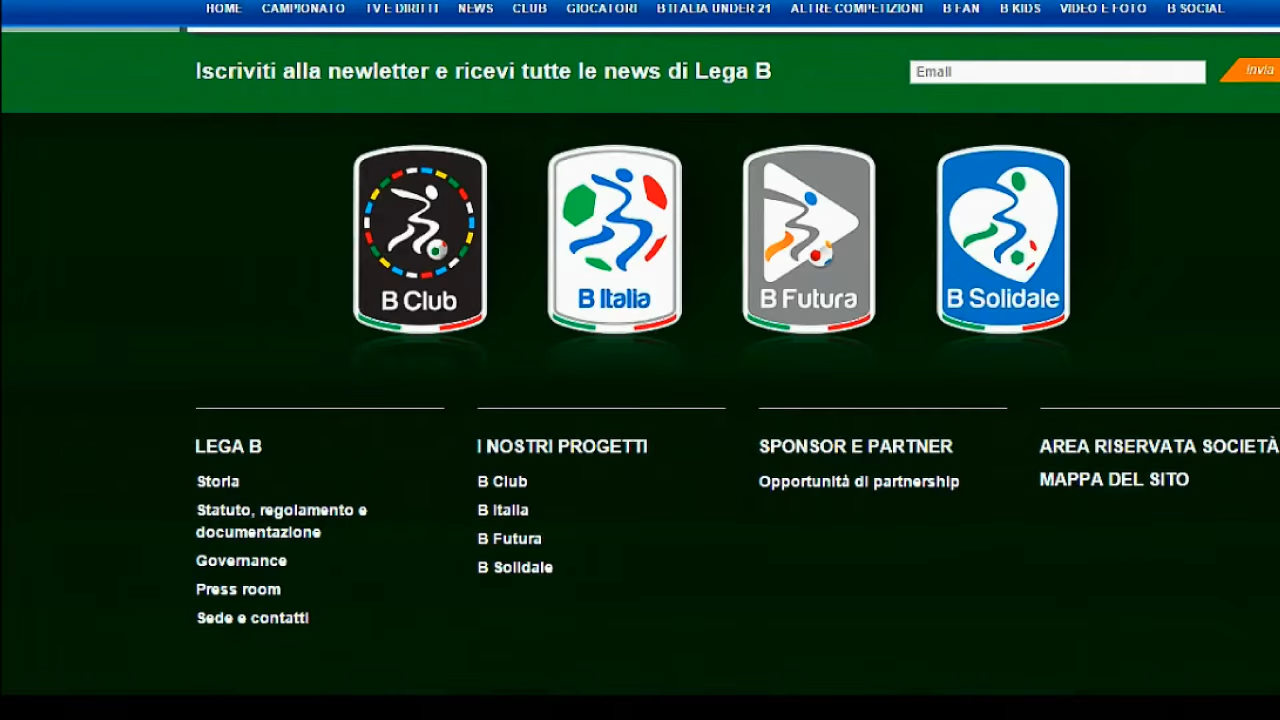 HOME CAMPIONATO TV E DIRITTI NEWS CLUB GIOCATORI B ITALIA UNDER 21 ALTRE COMPETIZIONI B FAN B KIDS VIDEO E FOTO B SOCIAL
Iscriviti alla newletter e ricevi tutte le news di Lega B Email Invia
B Club B Italia B Futura B Solidale
LEGA B I NOSTRI PROGETTI SPONSOR E PARTNER AREA RISERVATA SOCIETÀ
Storia B Club Opportunità di partnership MAPPA DEL SITO
Statuto, regolamento e B Italia
documentazione B Futura
Governance B Solidale
Press room
Sede e contatti